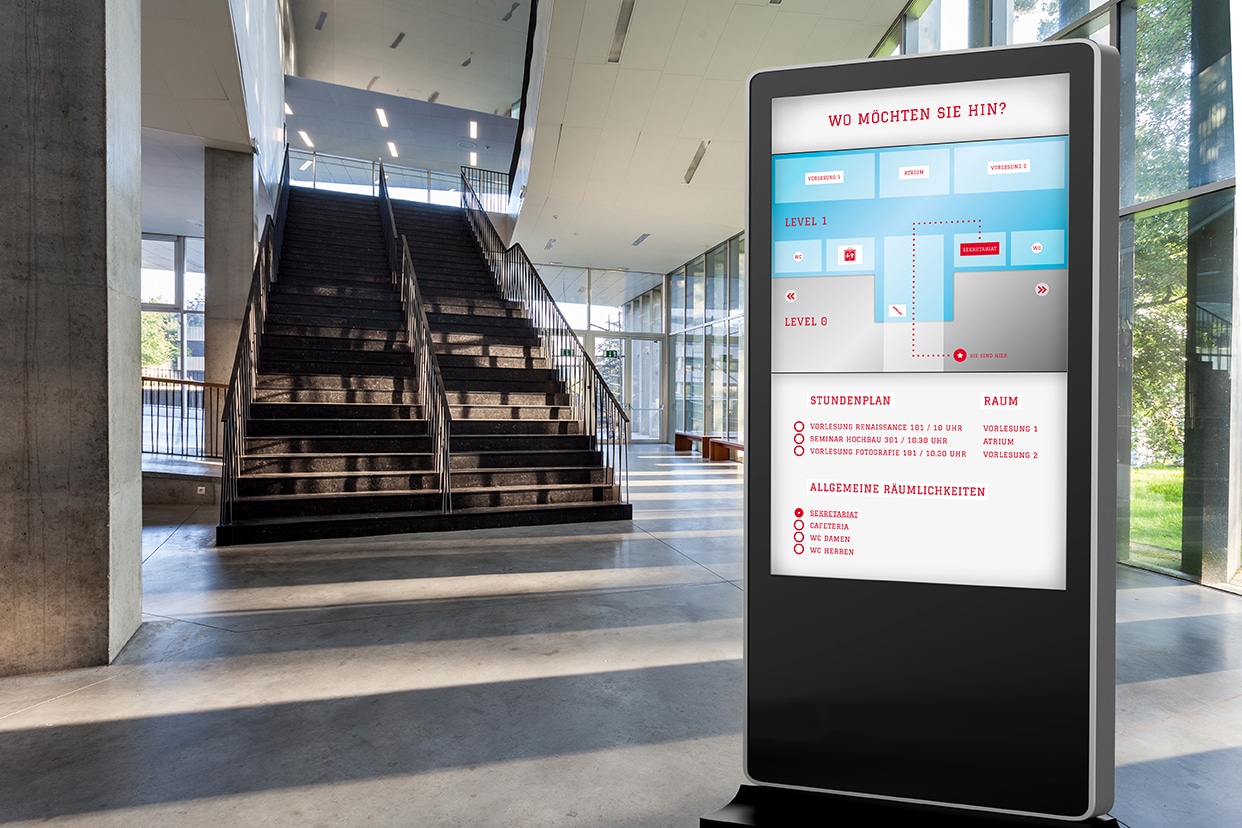 WO MÖCHTEN SIE HIN?
VORLESUNG 1
ATRIUM
VORLESUNG 2
LEVEL 1
WC
SEKRETARIAT
WC
LEVEL 0
SIE SIND HIER
STUNDENPLAN RAUM
VORLESUNG RENAISSANCE 101 / 10 UHR VORLESUNG 1
SEMINAR HOCHBAU 301 / 10.30 UHR ATRIUM
VORLESUNG FOTOGRAFIE 101 / 10.30 UHR VORLESUNG 2
ALLGEMEINE RÄUMLICHKEITEN
SEKRETARIAT
CAFETERIA
WC DAMEN
WC HERREN